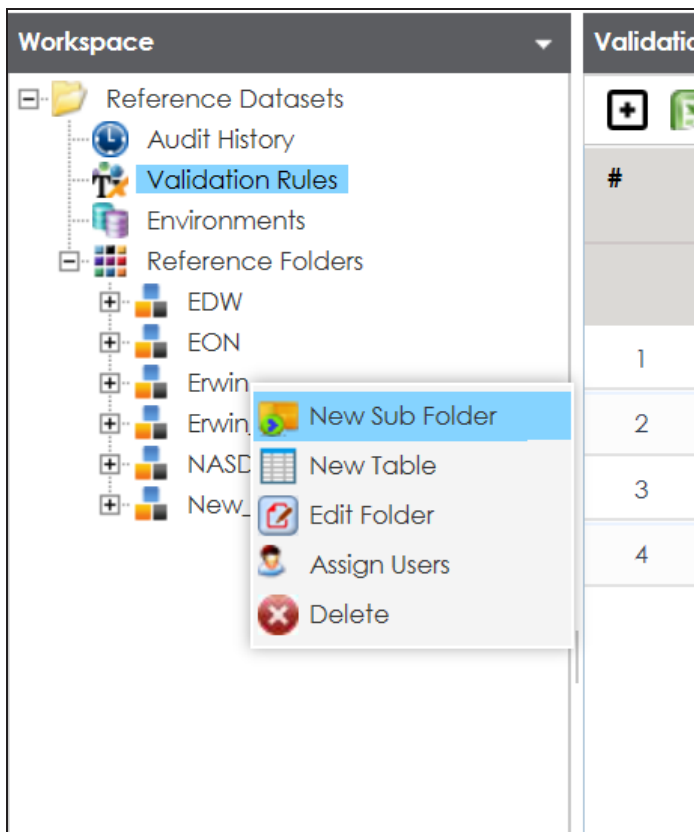 Workspace
Reference Datasets
Audit History
Validation Rules
Environments
Reference Folders
EDW
EON
Erwin
Erwin_
NASD
New_
New Sub Folder
New Table
Edit Folder
Assign Users
Delete
Validatio
#
1
2
3
4